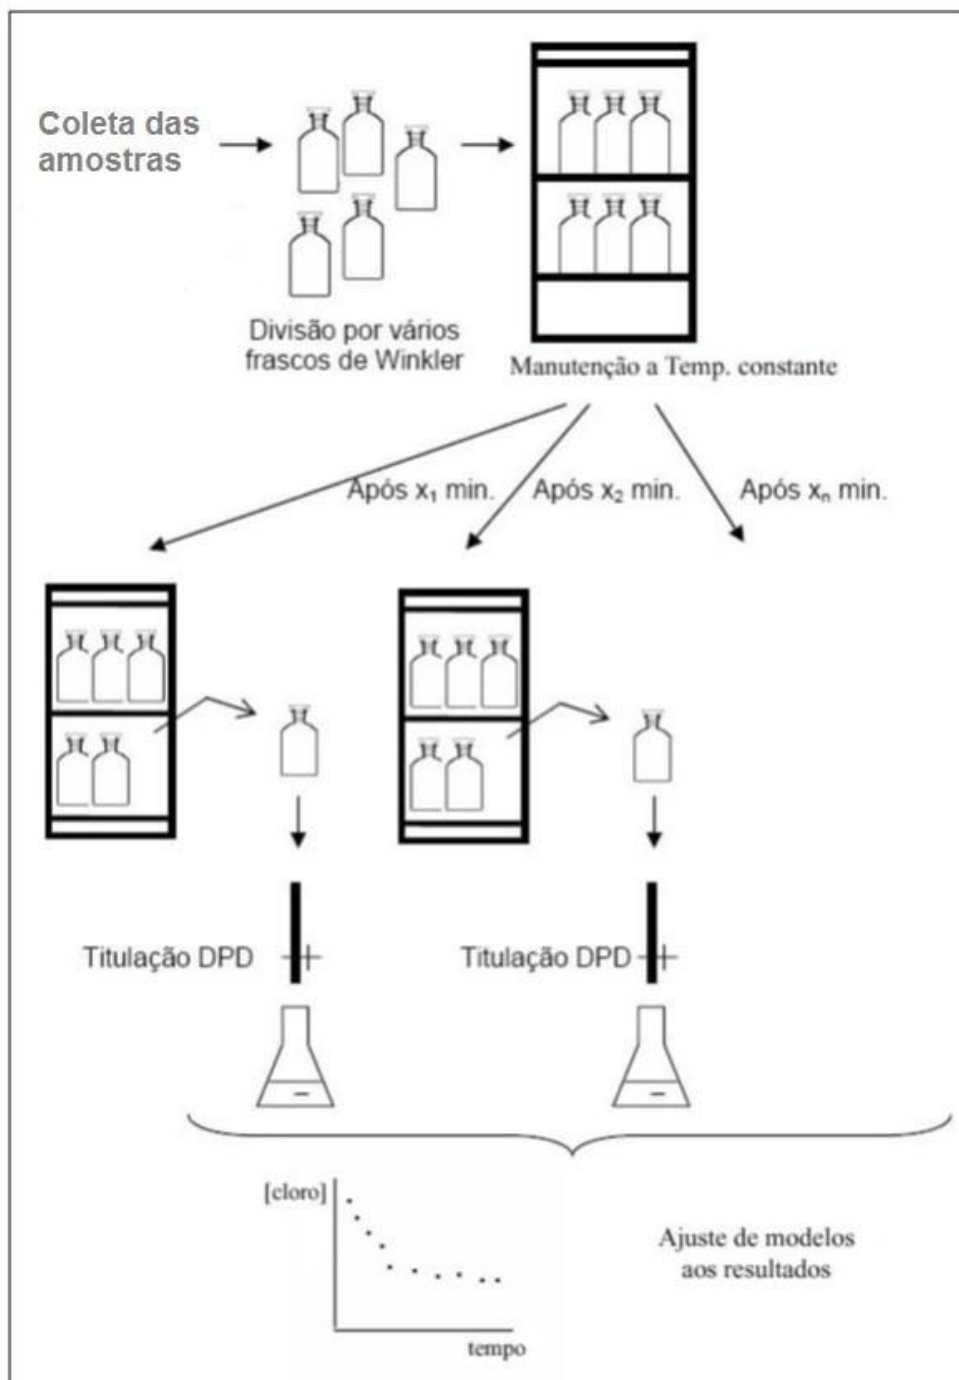 Coleta das
amostras
Divisão por vários
frascos de Winkler
Manutenção a Temp. constante
Após x₁ min.
Após x₂ min.
Após xₙ min.
Titulação DPD
Titulação DPD
[cloro]
tempo
Ajuste de modelos
aos resultados